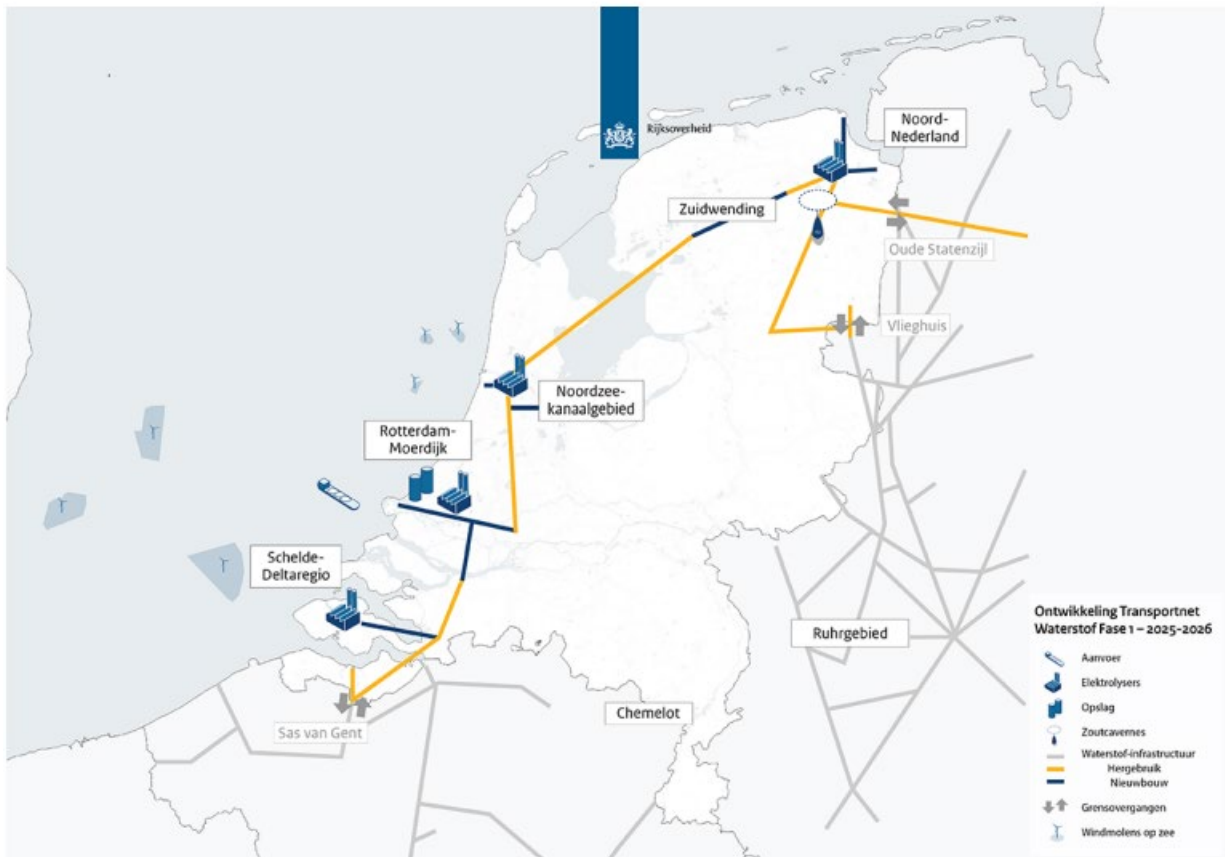 Rijksoverheid
Noord-
Nederland
Zuidwending
Oude Statenzijl
Vlieghuis
Noordzee-
kanaalgebied
Rotterdam-
Moerdijk
Schelde-
Deltaregio
Ruhrgebied
Chemelot
Sas van Gent
Ontwikkeling Transportnet
Waterstof Fase 1 – 2025-2026
Aanvoer
Elektrolysers
Opslag
Zoutcavernes
Waterstof-infrastructuur
Hergebruik
Nieuwbouw
Grensovergangen
Windmolens op zee